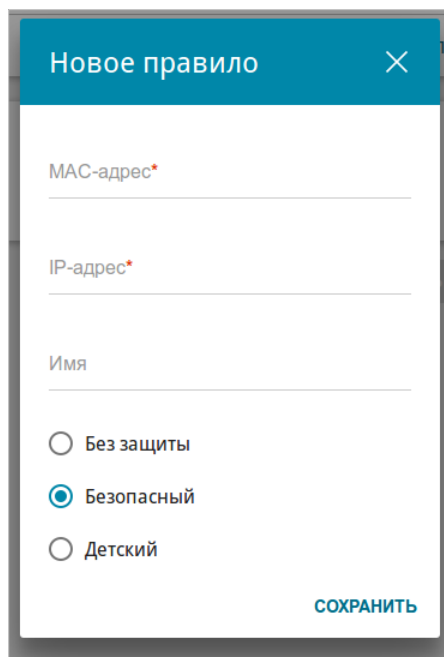 Новое правило
MAC-адрес*
IP-адрес*
Имя
Без защиты
Безопасный
Детский
СОХРАНИТЬ